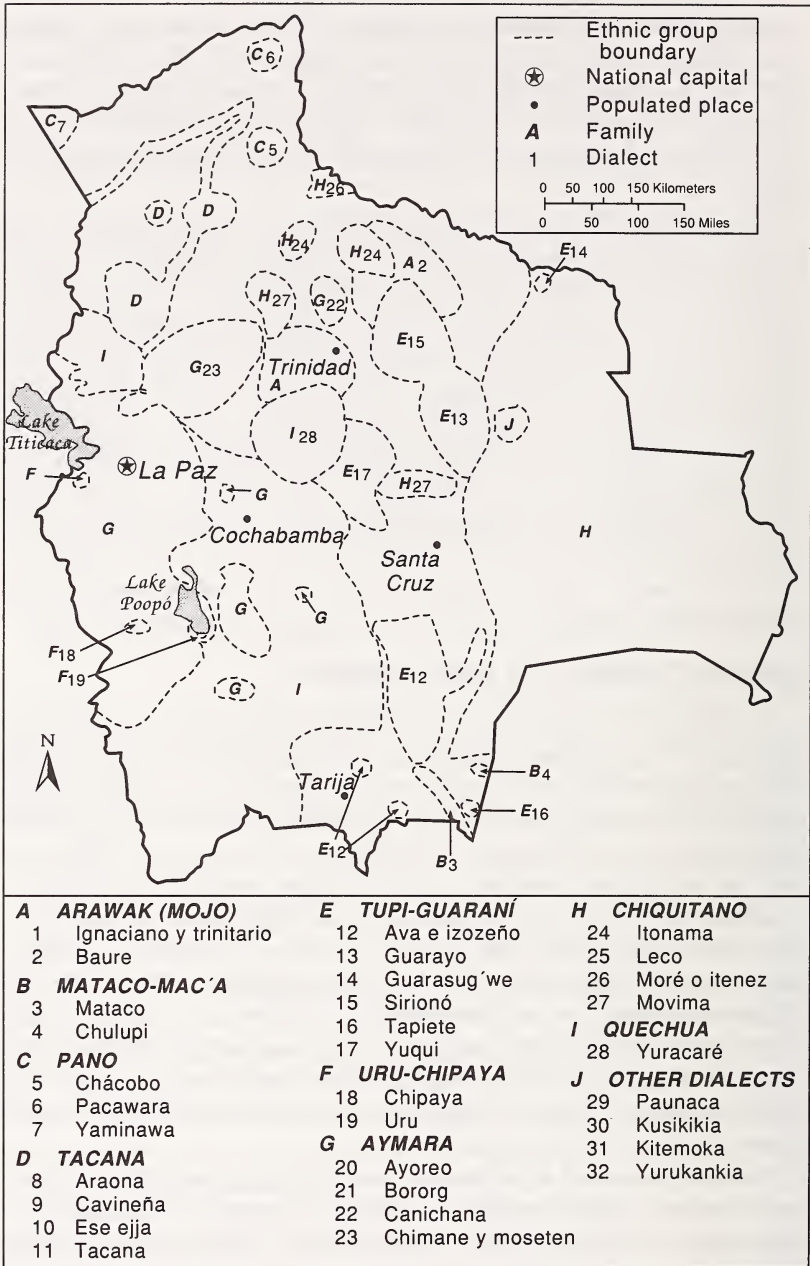 Ethnic group
boundary
National capital
Populated place
A Family
1 Dialect
0 50 100 150 Kilometers
0 50 100 150 Miles
C6
C7
C5
H26
D
D
H24
H24
A2
E14
D
H27
G22
E15
I
G23
Trinidad
A
Lake
Titicaca
I28
E13
J
F
La Paz
E17
H27
G
G
Cochabamba
H
Santa
Cruz
Lake
Poopó
G
G
F18
F19
E12
G
I
N
B4
Tarija
E16
E12
B3
A ARAWAK (MOJO)
1 Ignaciano y trinitario
2 Baure
B MATACO-MAC´A
3 Mataco
4 Chulupi
C PANO
5 Chácobo
6 Pacawara
7 Yaminawa
D TACANA
8 Araona
9 Cavineña
10 Ese ejja
11 Tacana
E TUPI-GUARANÍ
12 Ava e izozeño
13 Guarayo
14 Guarasug´we
15 Sirionó
16 Tapiete
17 Yuqui
F URU-CHIPAYA
18 Chipaya
19 Uru
G AYMARA
20 Ayoreo
21 Bororg
22 Canichana
23 Chimane y moseten
H CHIQUITANO
24 Itonama
25 Leco
26 Moré o itenez
27 Movima
I QUECHUA
28 Yuracaré
J OTHER DIALECTS
29 Paunaca
30 Kusikikia
31 Kitemoka
32 Yurukankia